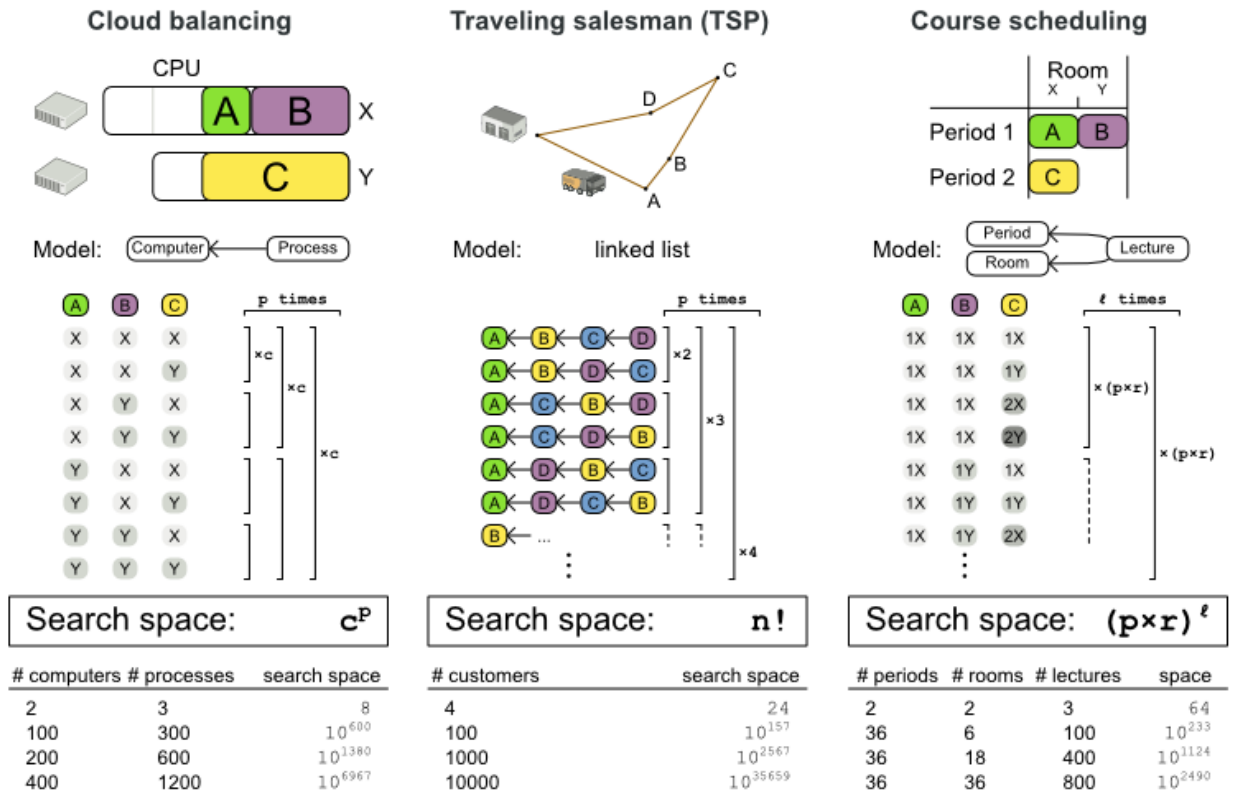 Cloud balancing
CPU
A B X
C Y
Model: Computer Process
A B C p times
X X X
X X Y ×c
X Y X ×c
X Y Y
Y X X ×c
Y X Y
Y Y X
Y Y Y
Search space: c^p
# computers # processes search space
2 3 8
100 300 10^600
200 600 10^1380
400 1200 10^6967
Traveling salesman (TSP)
C
D
B
A
Model: linked list
p times
A B C D
A B D C ×2
A C B D
A C D B ×3
A D B C
A D C B
B ...
×4
⋮
Search space: n!
# customers search space
4 24
100 10^157
1000 10^2567
10000 10^35659
Course scheduling
Room
X Y
Period 1 A B
Period 2 C
Period
Model: Lecture
Room
A B C ℓ times
1X 1X 1X
1X 1X 1Y ×(p×r)
1X 1X 2X
1X 1X 2Y
1X 1Y 1X ×(p×r)
1X 1Y 1Y
1X 1Y 2X
⋮
Search space: (p×r)^ℓ
# periods # rooms # lectures space
2 2 3 64
36 6 100 10^233
36 18 400 10^1124
36 36 800 10^2490